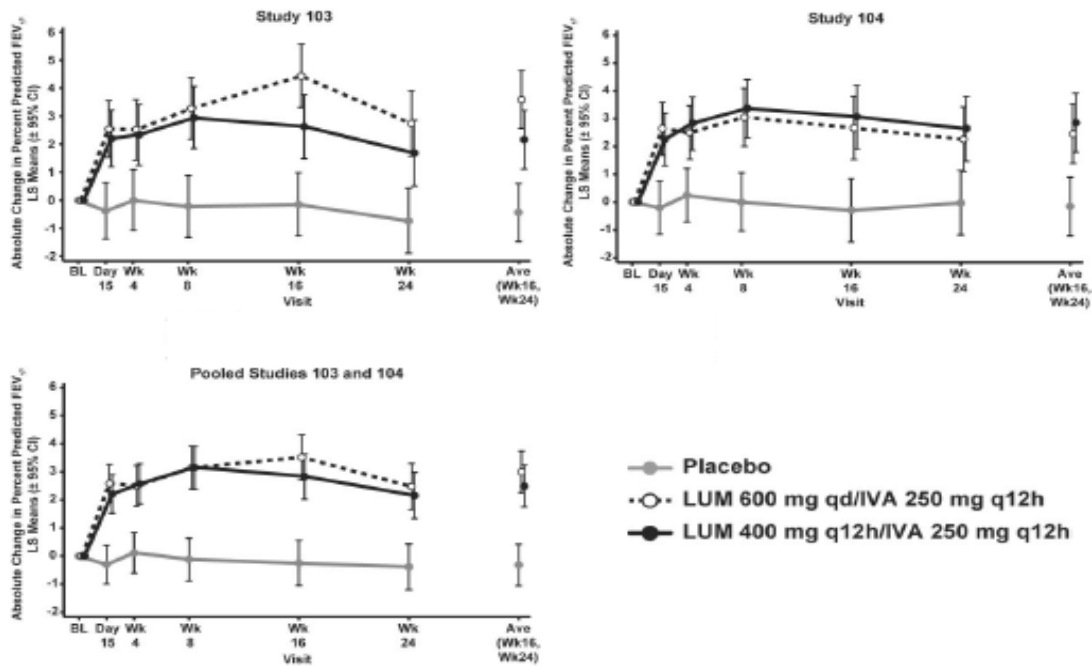 Study 103
Absolute Change in Percent Predicted FEV₁,
LS Means (± 95% CI)
6
5
4
3
2
1
0
-1
-2
BL Day Wk Wk Wk Wk Ave
15 4 8 16 24 (Wk16,
Visit Wk24)
Study 104
Absolute Change in Percent Predicted FEV₁,
LS Means (± 95% CI)
6
5
4
3
2
1
0
-1
-2
BL Day Wk Wk Wk Wk Ave
15 4 8 16 24 (Wk16,
Visit Wk24)
Pooled Studies 103 and 104
Absolute Change in Percent Predicted FEV₁,
LS Means (± 95% CI)
6
5
4
3
2
1
0
-1
-2
BL Day Wk Wk Wk Wk Ave
15 4 8 16 24 (Wk16,
Visit Wk24)
Placebo
LUM 600 mg qd/IVA 250 mg q12h
LUM 400 mg q12h/IVA 250 mg q12h